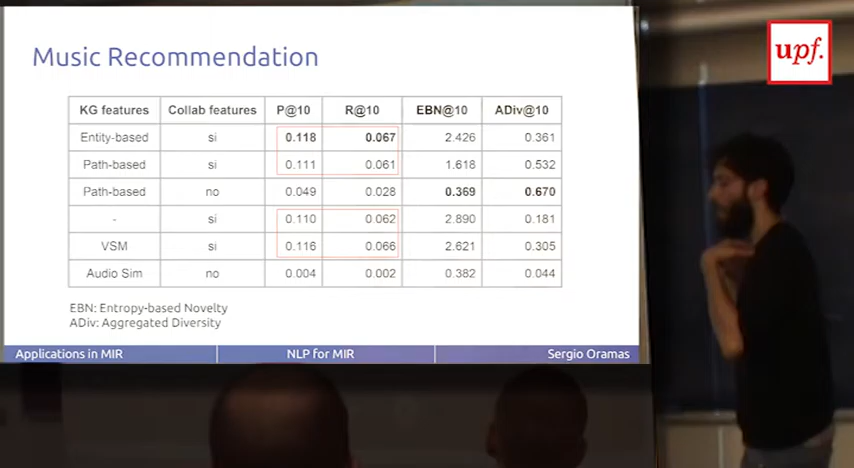 Music Recommendation
upf.
KG features Collab features P@10 R@10 EBN@10 ADiv@10
Entity-based si 0.118 0.067 2.426 0.361
Path-based si 0.111 0.061 1.618 0.532
Path-based no 0.049 0.028 0.369 0.670
- si 0.110 0.062 2.890 0.181
VSM si 0.116 0.066 2.621 0.305
Audio Sim no 0.004 0.002 0.382 0.044
EBN: Entropy-based Novelty
ADiv: Aggregated Diversity
Applications in MIR NLP for MIR Sergio Oramas